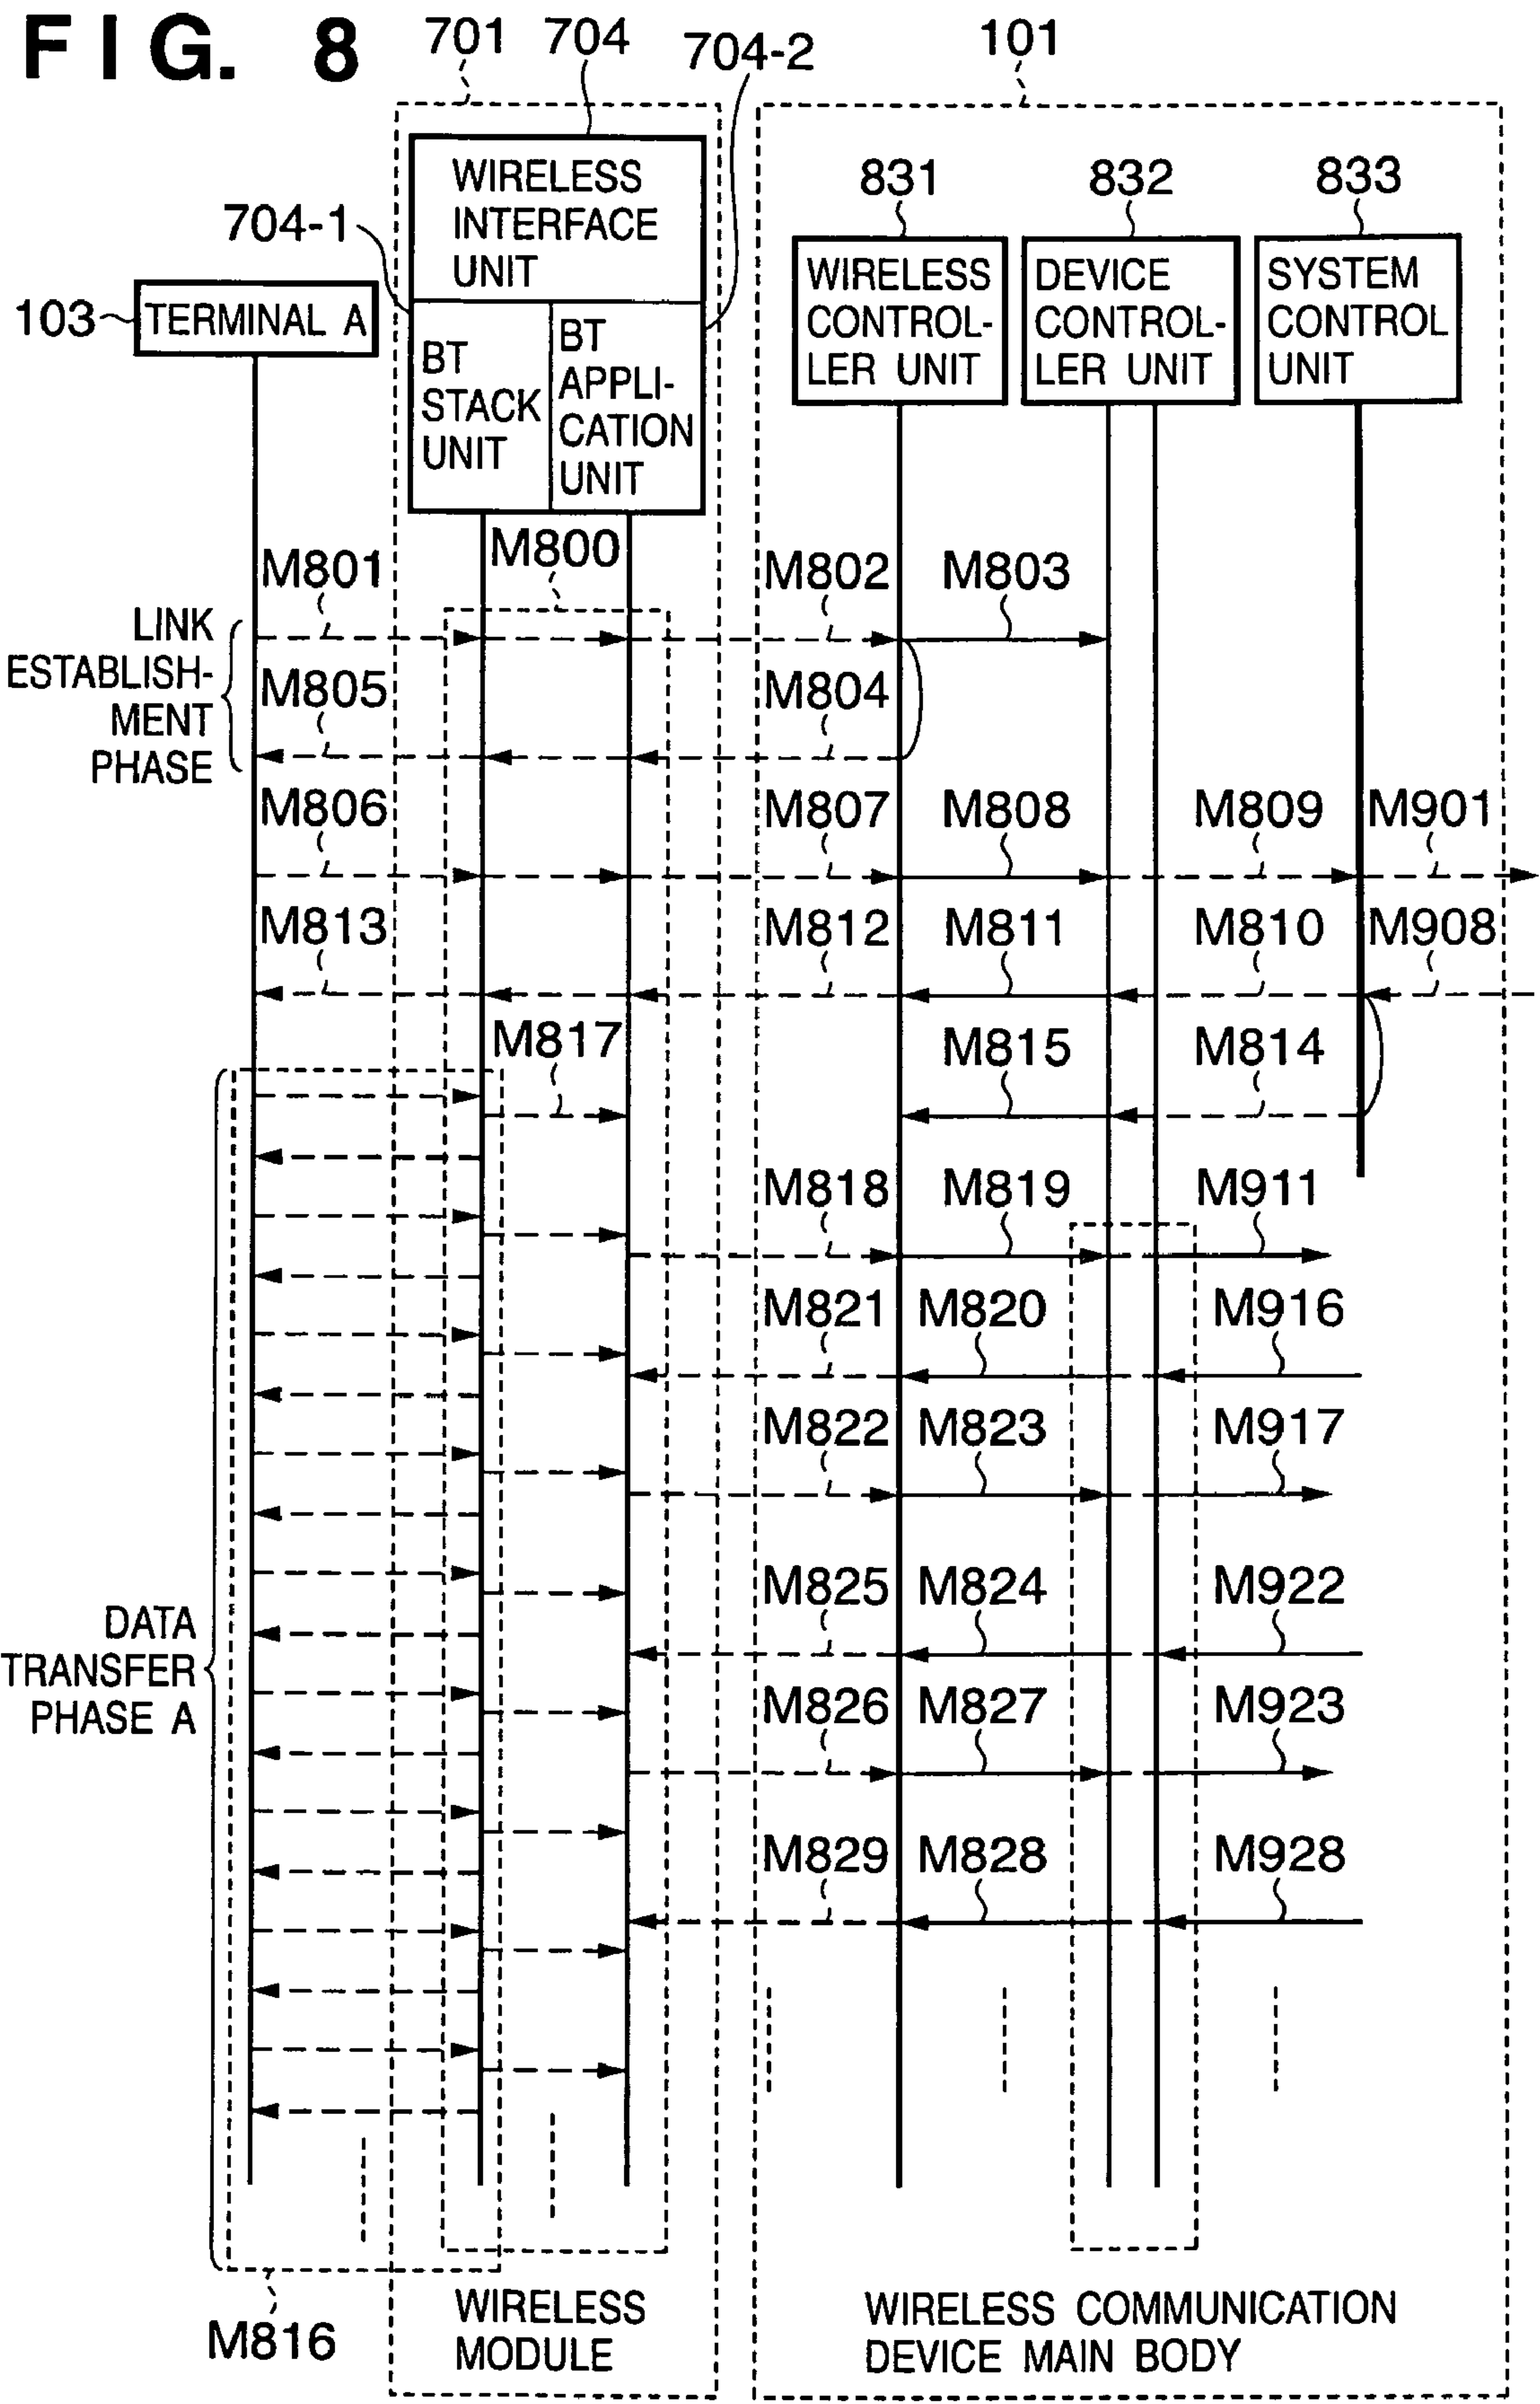 FIG. 8
701
704
704-2
101
WIRELESS
INTERFACE
UNIT
831
832
833
704-1
103
TERMINAL A
BT
STACK
UNIT
BT
APPLI-
CATION
UNIT
WIRELESS
CONTROL-
LER UNIT
DEVICE
CONTROL-
LER UNIT
SYSTEM
CONTROL
UNIT
M800
M801
M802
M803
LINK
ESTABLISH-
MENT
PHASE
M805
M804
M806
M807
M808
M809
M901
M813
M812
M811
M810
M908
M817
M815
M814
M818
M819
M911
M821
M820
M916
M822
M823
M917
M825
M824
M922
DATA
TRANSFER
PHASE A
M826
M827
M923
M829
M828
M928
M816
WIRELESS
MODULE
WIRELESS COMMUNICATION
DEVICE MAIN BODY